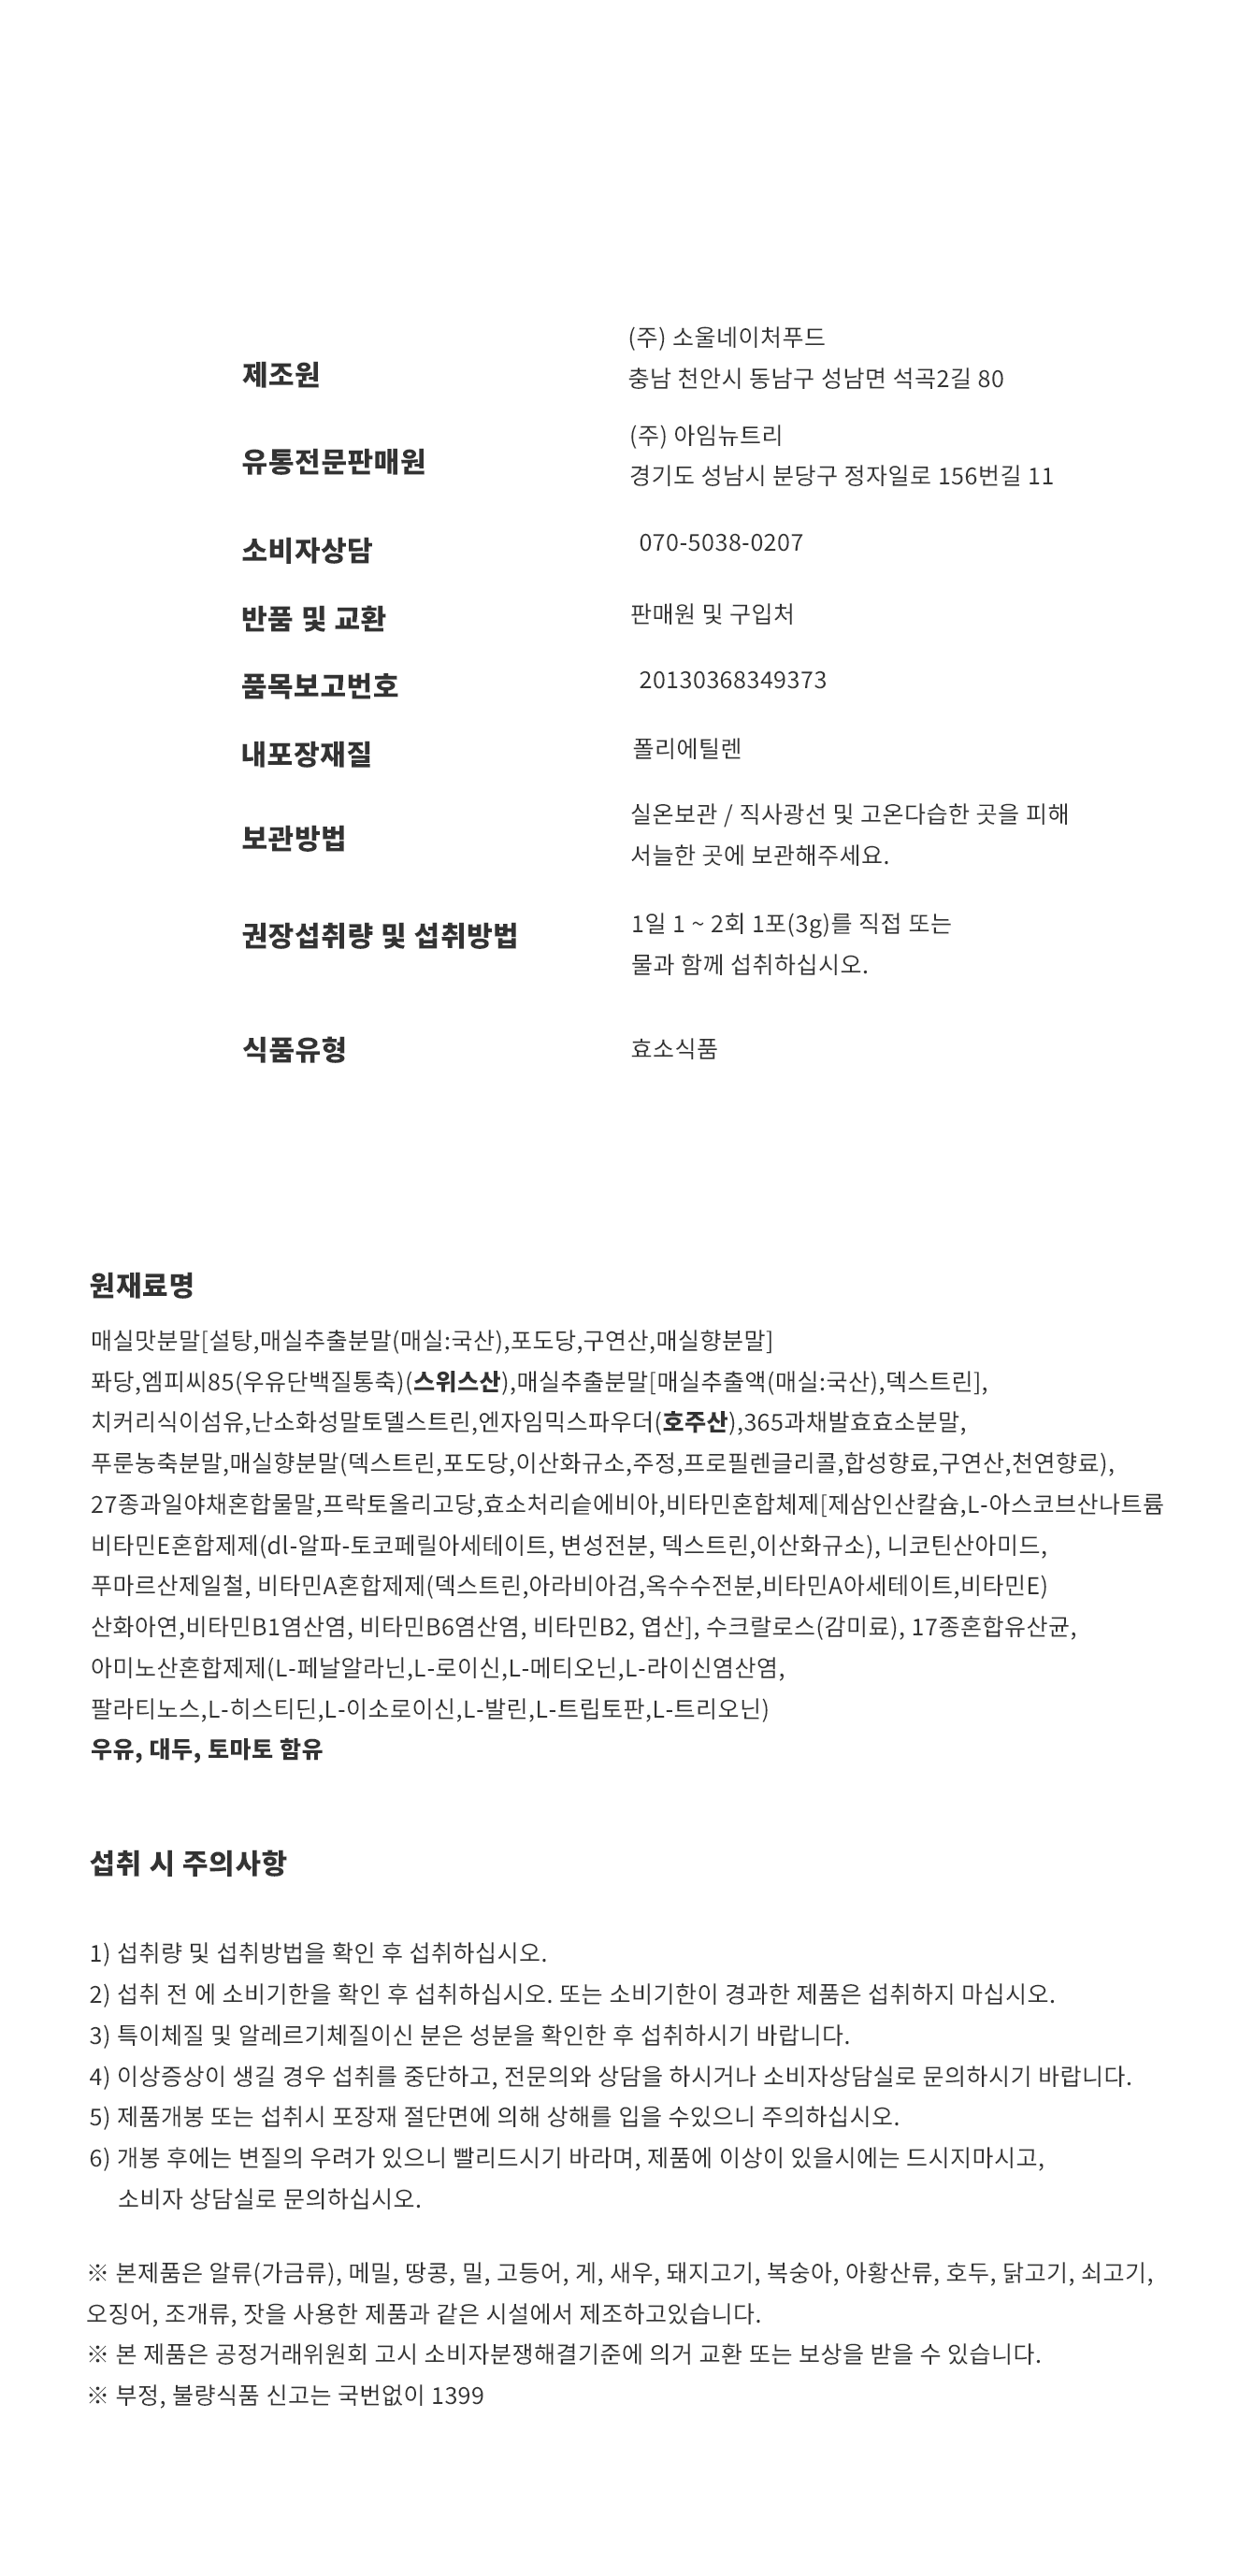 제조원
(주) 소울네이처푸드
충남 천안시 동남구 성남면 석곡2길 80
유통전문판매원
(주) 아임뉴트리
경기도 성남시 분당구 정자일로 156번길 11
소비자상담
070-5038-0207
반품 및 교환
판매원 및 구입처
품목보고번호
20130368349373
내포장재질
폴리에틸렌
보관방법
실온보관 / 직사광선 및 고온다습한 곳을 피해
서늘한 곳에 보관해주세요.
권장섭취량 및 섭취방법
1일 1 ~ 2회 1포(3g)를 직접 또는
물과 함께 섭취하십시오.
식품유형
효소식품
원재료명
매실맛분말[설탕,매실추출분말(매실:국산),포도당,구연산,매실향분말]
퐈당,엠피씨85(우유단백질통축)(스위스산),매실추출분말[매실추출액(매실:국산),덱스트린],
치커리식이섬유,난소화성말토델스트린,엔자임믹스파우더(호주산),365과채발효효소분말,
푸룬농축분말,매실향분말(덱스트린,포도당,이산화규소,주정,프로필렌글리콜,합성향료,구연산,천연향료),
27종과일야채혼합물말,프락토올리고당,효소처리슽에비아,비타민혼합체제[제삼인산칼슘,L-아스코브산나트륨
비타민E혼합제제(dl-알파-토코페릴아세테이트, 변성전분, 덱스트린,이산화규소), 니코틴산아미드,
푸마르산제일철, 비타민A혼합제제(덱스트린,아라비아검,옥수수전분,비타민A아세테이트,비타민E)
산화아연,비타민B1염산염, 비타민B6염산염, 비타민B2, 엽산], 수크랄로스(감미료), 17종혼합유산균,
아미노산혼합제제(L-페날알라닌,L-로이신,L-메티오닌,L-라이신염산염,
팔라티노스,L-히스티딘,L-이소로이신,L-발린,L-트립토판,L-트리오닌)
우유, 대두, 토마토 함유
섭취 시 주의사항
1) 섭취량 및 섭취방법을 확인 후 섭취하십시오.
2) 섭취 전 에 소비기한을 확인 후 섭취하십시오. 또는 소비기한이 경과한 제품은 섭취하지 마십시오.
3) 특이체질 및 알레르기체질이신 분은 성분을 확인한 후 섭취하시기 바랍니다.
4) 이상증상이 생길 경우 섭취를 중단하고, 전문의와 상담을 하시거나 소비자상담실로 문의하시기 바랍니다.
5) 제품개봉 또는 섭취시 포장재 절단면에 의해 상해를 입을 수있으니 주의하십시오.
6) 개봉 후에는 변질의 우려가 있으니 빨리드시기 바라며, 제품에 이상이 있을시에는 드시지마시고,
소비자 상담실로 문의하십시오.
※ 본제품은 알류(가금류), 메밀, 땅콩, 밀, 고등어, 게, 새우, 돼지고기, 복숭아, 아황산류, 호두, 닭고기, 쇠고기,
오징어, 조개류, 잣을 사용한 제품과 같은 시설에서 제조하고있습니다.
※ 본 제품은 공정거래위원회 고시 소비자분쟁해결기준에 의거 교환 또는 보상을 받을 수 있습니다.
※ 부정, 불량식품 신고는 국번없이 1399